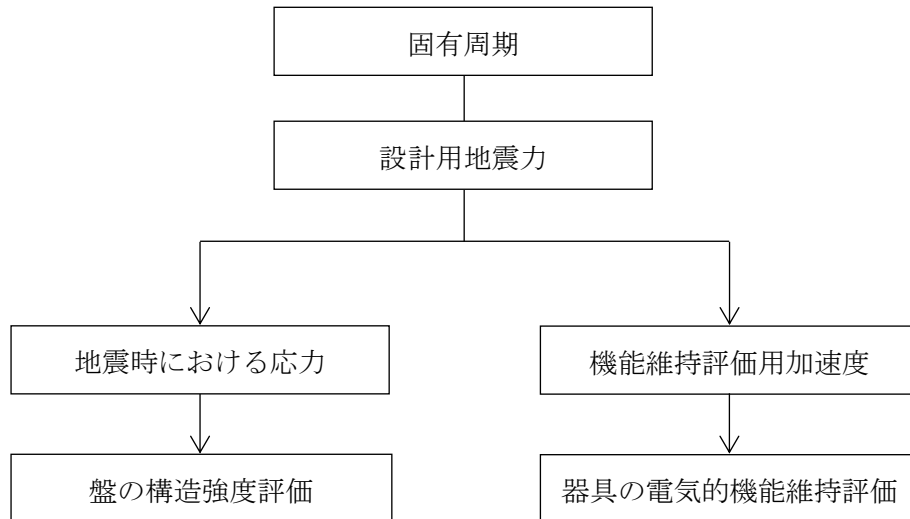 固有周期
設計用地震力
地震時における応力
機能維持評価用加速度
盤の構造強度評価
器具の電気的機能維持評価